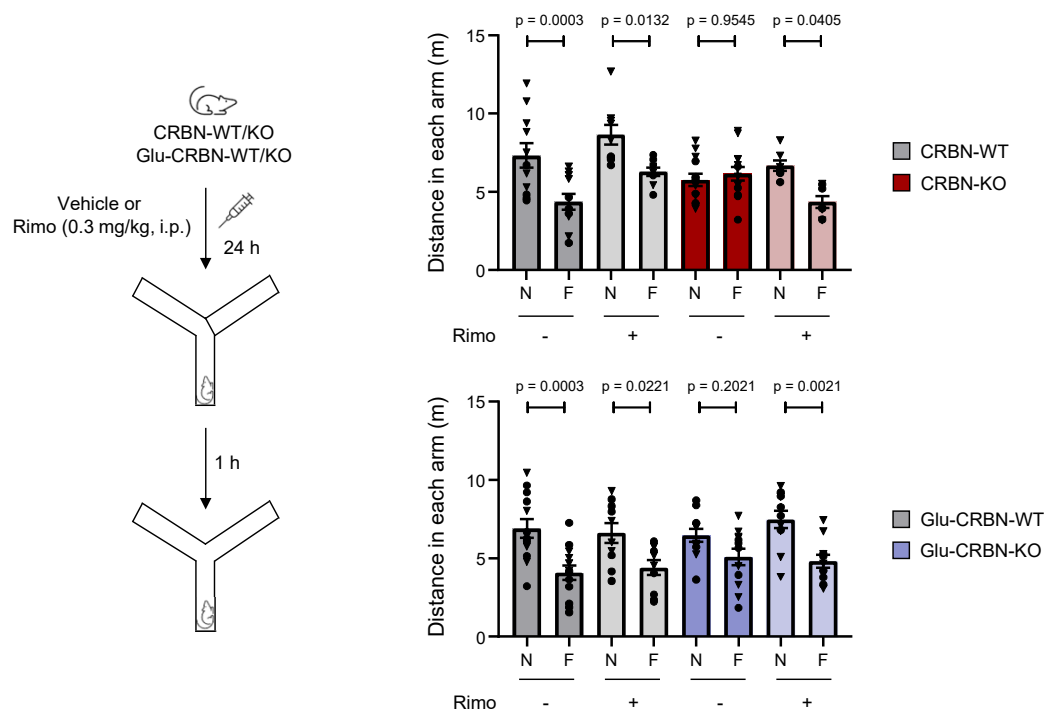 CRBN-WT/KO
Glu-CRBN-WT/KO
Vehicle or
Rimo (0.3 mg/kg, i.p.)
24 h
1 h
p = 0.0003 p = 0.0132 p = 0.9545 p = 0.0405
Distance in each arm (m)
15
10
5
0
N F N F N F N F
Rimo - + - +
CRBN-WT
CRBN-KO
p = 0.0003 p = 0.0221 p = 0.2021 p = 0.0021
Distance in each arm (m)
15
10
5
0
N F N F N F N F
Rimo - + - +
Glu-CRBN-WT
Glu-CRBN-KO